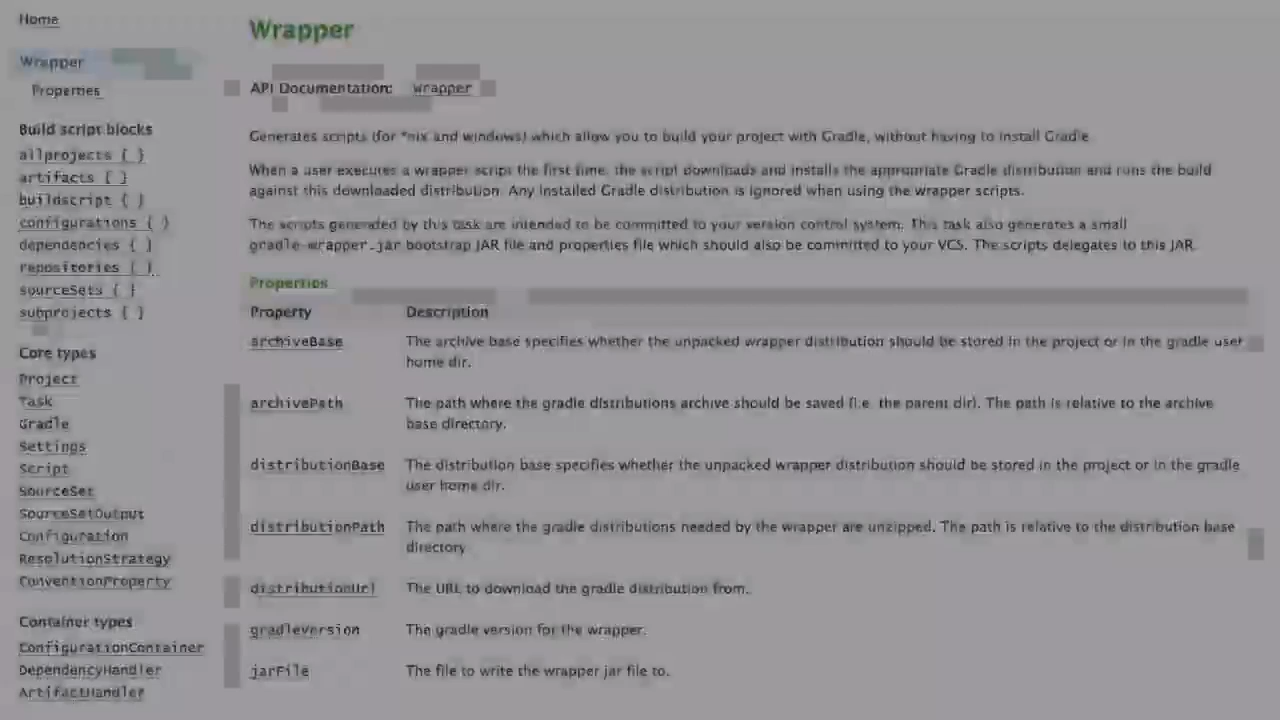 Home
Wrapper
Properties
Build script blocks
allprojects { }
artifacts { }
buildscript { }
configurations { }
dependencies { }
repositories { }
sourceSets { }
subprojects { }
Core types
Project
Task
Gradle
Settings
Script
SourceSet
SourceSetOutput
Configuration
ResolutionStrategy
ConventionProperty
Container types
ConfigurationContainer
DependencyHandler
ArtifactHandler
Wrapper
API Documentation: Wrapper
Generates scripts (for *nix and windows) which allow you to build your project with Gradle, without having to install Gradle.
When a user executes a wrapper script the first time, the script downloads and installs the appropriate Gradle distribution and runs the build
against this downloaded distribution. Any installed Gradle distribution is ignored when using the wrapper scripts.
The scripts generated by this task are intended to be committed to your version control system. This task also generates a small
gradle-wrapper.jar bootstrap JAR file and properties file which should also be committed to your VCS. The scripts delegates to this JAR.
Properties
Property Description
archiveBase The archive base specifies whether the unpacked wrapper distribution should be stored in the project or in the gradle user
home dir.
archivePath The path where the gradle distributions archive should be saved (i.e. the parent dir). The path is relative to the archive
base directory.
distributionBase The distribution base specifies whether the unpacked wrapper distribution should be stored in the project or in the gradle
user home dir.
distributionPath The path where the gradle distributions needed by the wrapper are unzipped. The path is relative to the distribution base
directory
distributionUrl The URL to download the gradle distribution from.
gradleVersion The gradle version for the wrapper.
jarFile The file to write the wrapper jar file to.